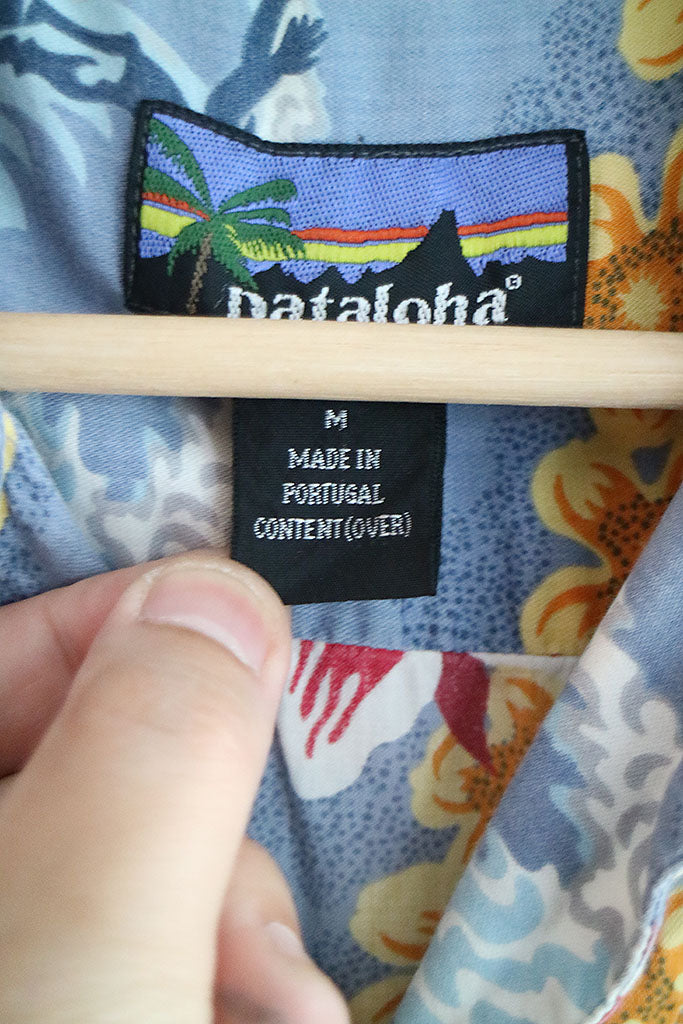 pataloha®
M
MADE IN
PORTUGAL
CONTENT(OVER)